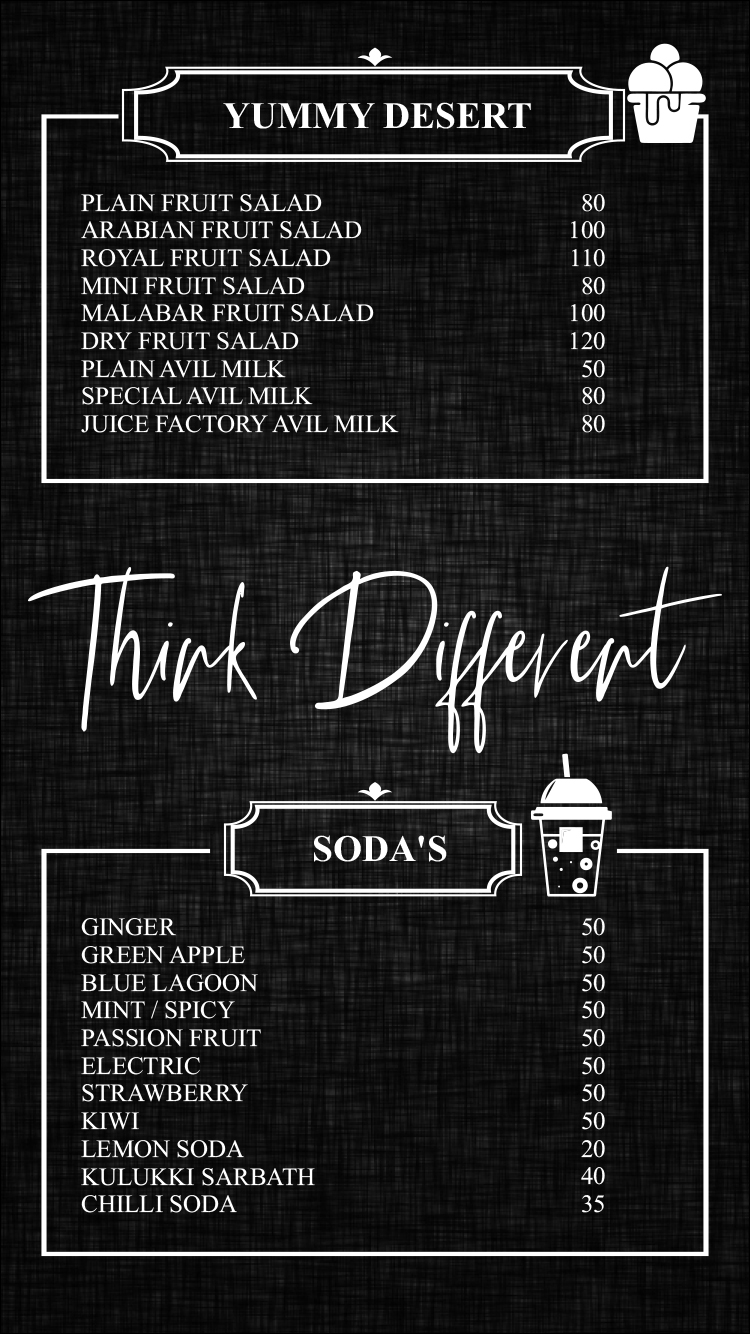 YUMMY DESERT
PLAIN FRUIT SALAD 80
ARABIAN FRUIT SALAD 100
ROYAL FRUIT SALAD 110
MINI FRUIT SALAD 80
MALABAR FRUIT SALAD 100
DRY FRUIT SALAD 120
PLAIN AVIL MILK 50
SPECIAL AVIL MILK 80
JUICE FACTORY AVIL MILK 80
Think Different
SODA'S
GINGER 50
GREEN APPLE 50
BLUE LAGOON 50
MINT / SPICY 50
PASSION FRUIT 50
ELECTRIC 50
STRAWBERRY 50
KIWI 50
LEMON SODA 20
KULUKKI SARBATH 40
CHILLI SODA 35